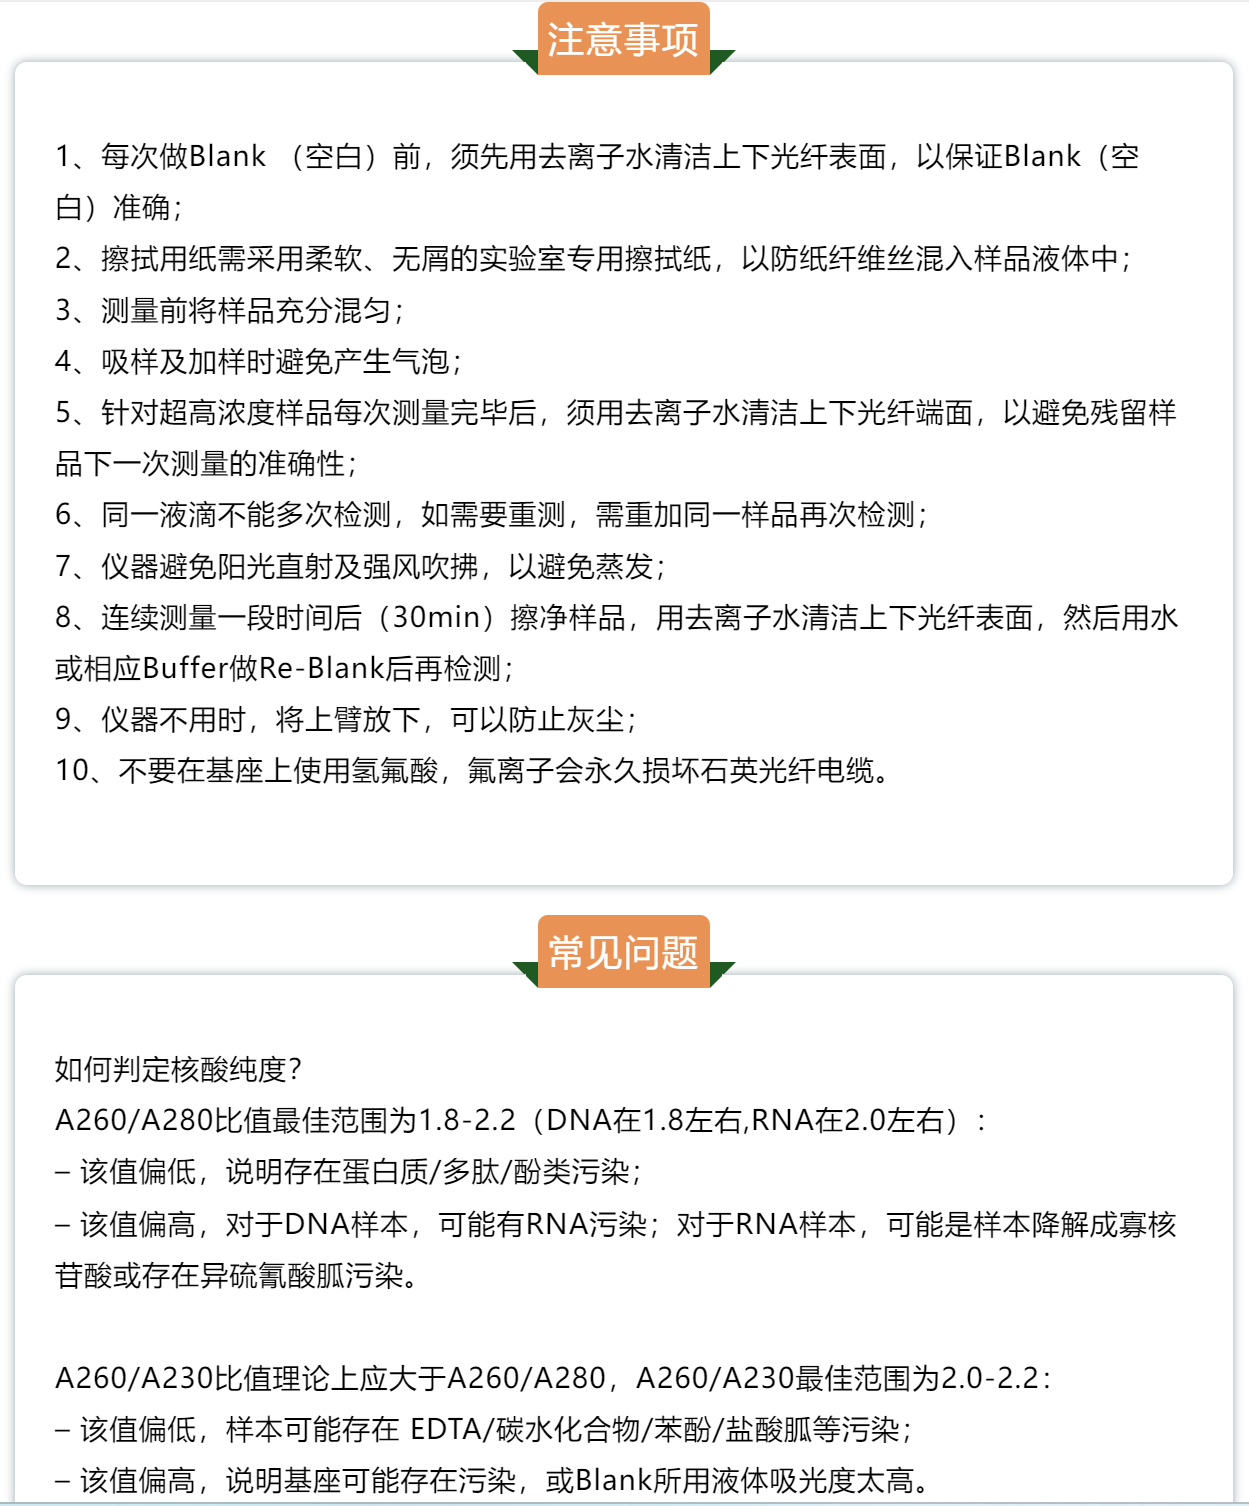 注意事项
1、每次做Blank （空白）前，须先用去离子水清洁上下光纤表面，以保证Blank（空
白）准确；
2、擦拭用纸需采用柔软、无屑的实验室专用擦拭纸，以防纸纤维丝混入样品液体中；
3、测量前将样品充分混匀；
4、吸样及加样时避免产生气泡；
5、针对超高浓度样品每次测量完毕后，须用去离子水清洁上下光纤端面，以避免残留样
品下一次测量的准确性；
6、同一液滴不能多次检测，如需要重测，需重加同一样品再次检测；
7、仪器避免阳光直射及强风吹拂，以避免蒸发；
8、连续测量一段时间后（30min）擦净样品，用去离子水清洁上下光纤表面，然后用水
或相应Buffer做Re-Blank后再检测；
9、仪器不用时，将上臂放下，可以防止灰尘；
10、不要在基座上使用氢氟酸，氟离子会永久损坏石英光纤电缆。
常见问题
如何判定核酸纯度？
A260/A280比值最佳范围为1.8-2.2（DNA在1.8左右,RNA在2.0左右）：
– 该值偏低，说明存在蛋白质/多肽/酚类污染；
– 该值偏高，对于DNA样本，可能有RNA污染；对于RNA样本，可能是样本降解成寡核
苷酸或存在异硫氰酸胍污染。
A260/A230比值理论上应大于A260/A280，A260/A230最佳范围为2.0-2.2：
– 该值偏低，样本可能存在 EDTA/碳水化合物/苯酚/盐酸胍等污染；
– 该值偏高，说明基座可能存在污染，或Blank所用液体吸光度太高。